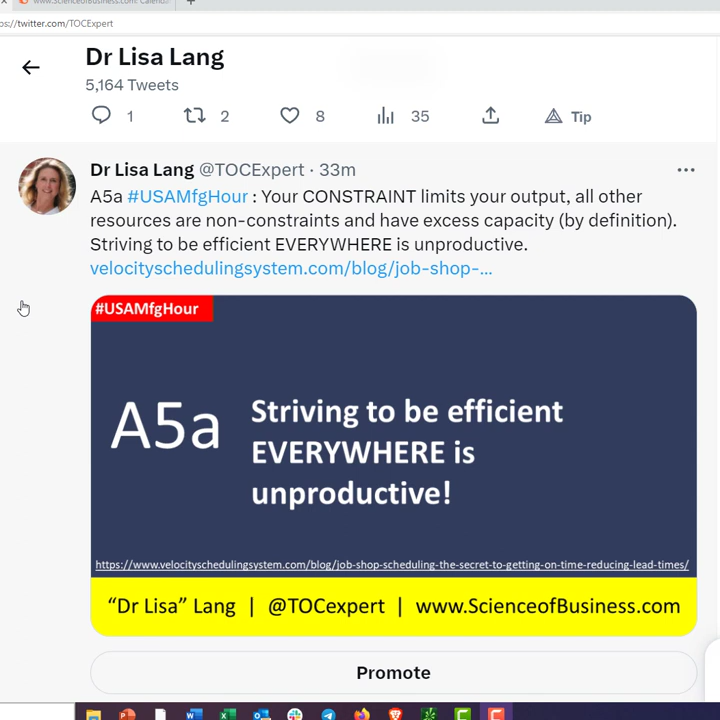 www.ScienceofBusiness.com: Calenda
ps://twitter.com/TOCExpert
Dr Lisa Lang
5,164 Tweets
1 2 8 35 Tip
Dr Lisa Lang @TOCExpert · 33m
A5a #USAMfgHour : Your CONSTRAINT limits your output, all other
resources are non-constraints and have excess capacity (by definition).
Striving to be efficient EVERYWHERE is unproductive.
velocityschedulingsystem.com/blog/job-shop-...
#USAMfgHour
A5a
Striving to be efficient
EVERYWHERE is
unproductive!
https://www.velocityschedulingsystem.com/blog/job-shop-scheduling-the-secret-to-getting-on-time-reducing-lead-times/
“Dr Lisa” Lang | @TOCexpert | www.ScienceofBusiness.com
Promote